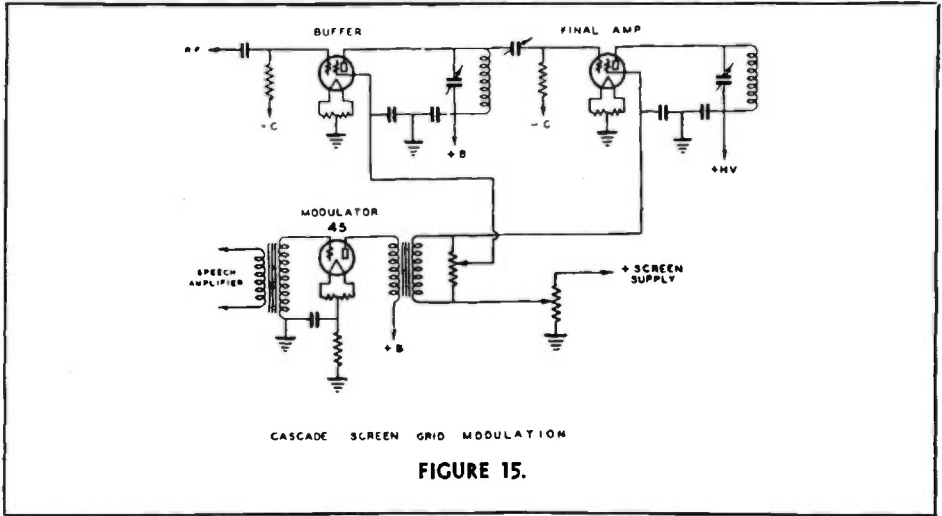 BUFFER
FINAL AMP
RF
-C
+B
-C
+HV
MODULATOR
45
SPEECH
AMPLIFIER
+B
+ SCREEN
SUPPLY
CASCADE SCREEN GRID MODULATION
FIGURE 15.